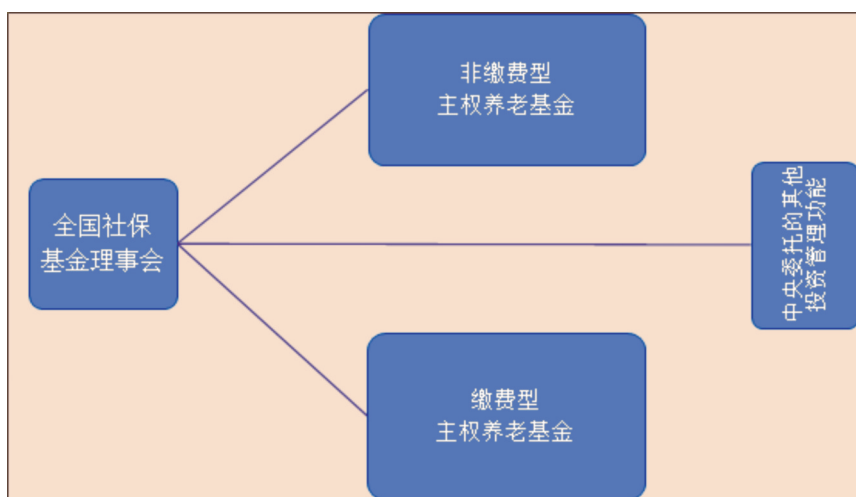 非缴费型
主权养老基金
全国社保
基金理事会
中央委托的其他
投资管理功能
缴费型
主权养老基金